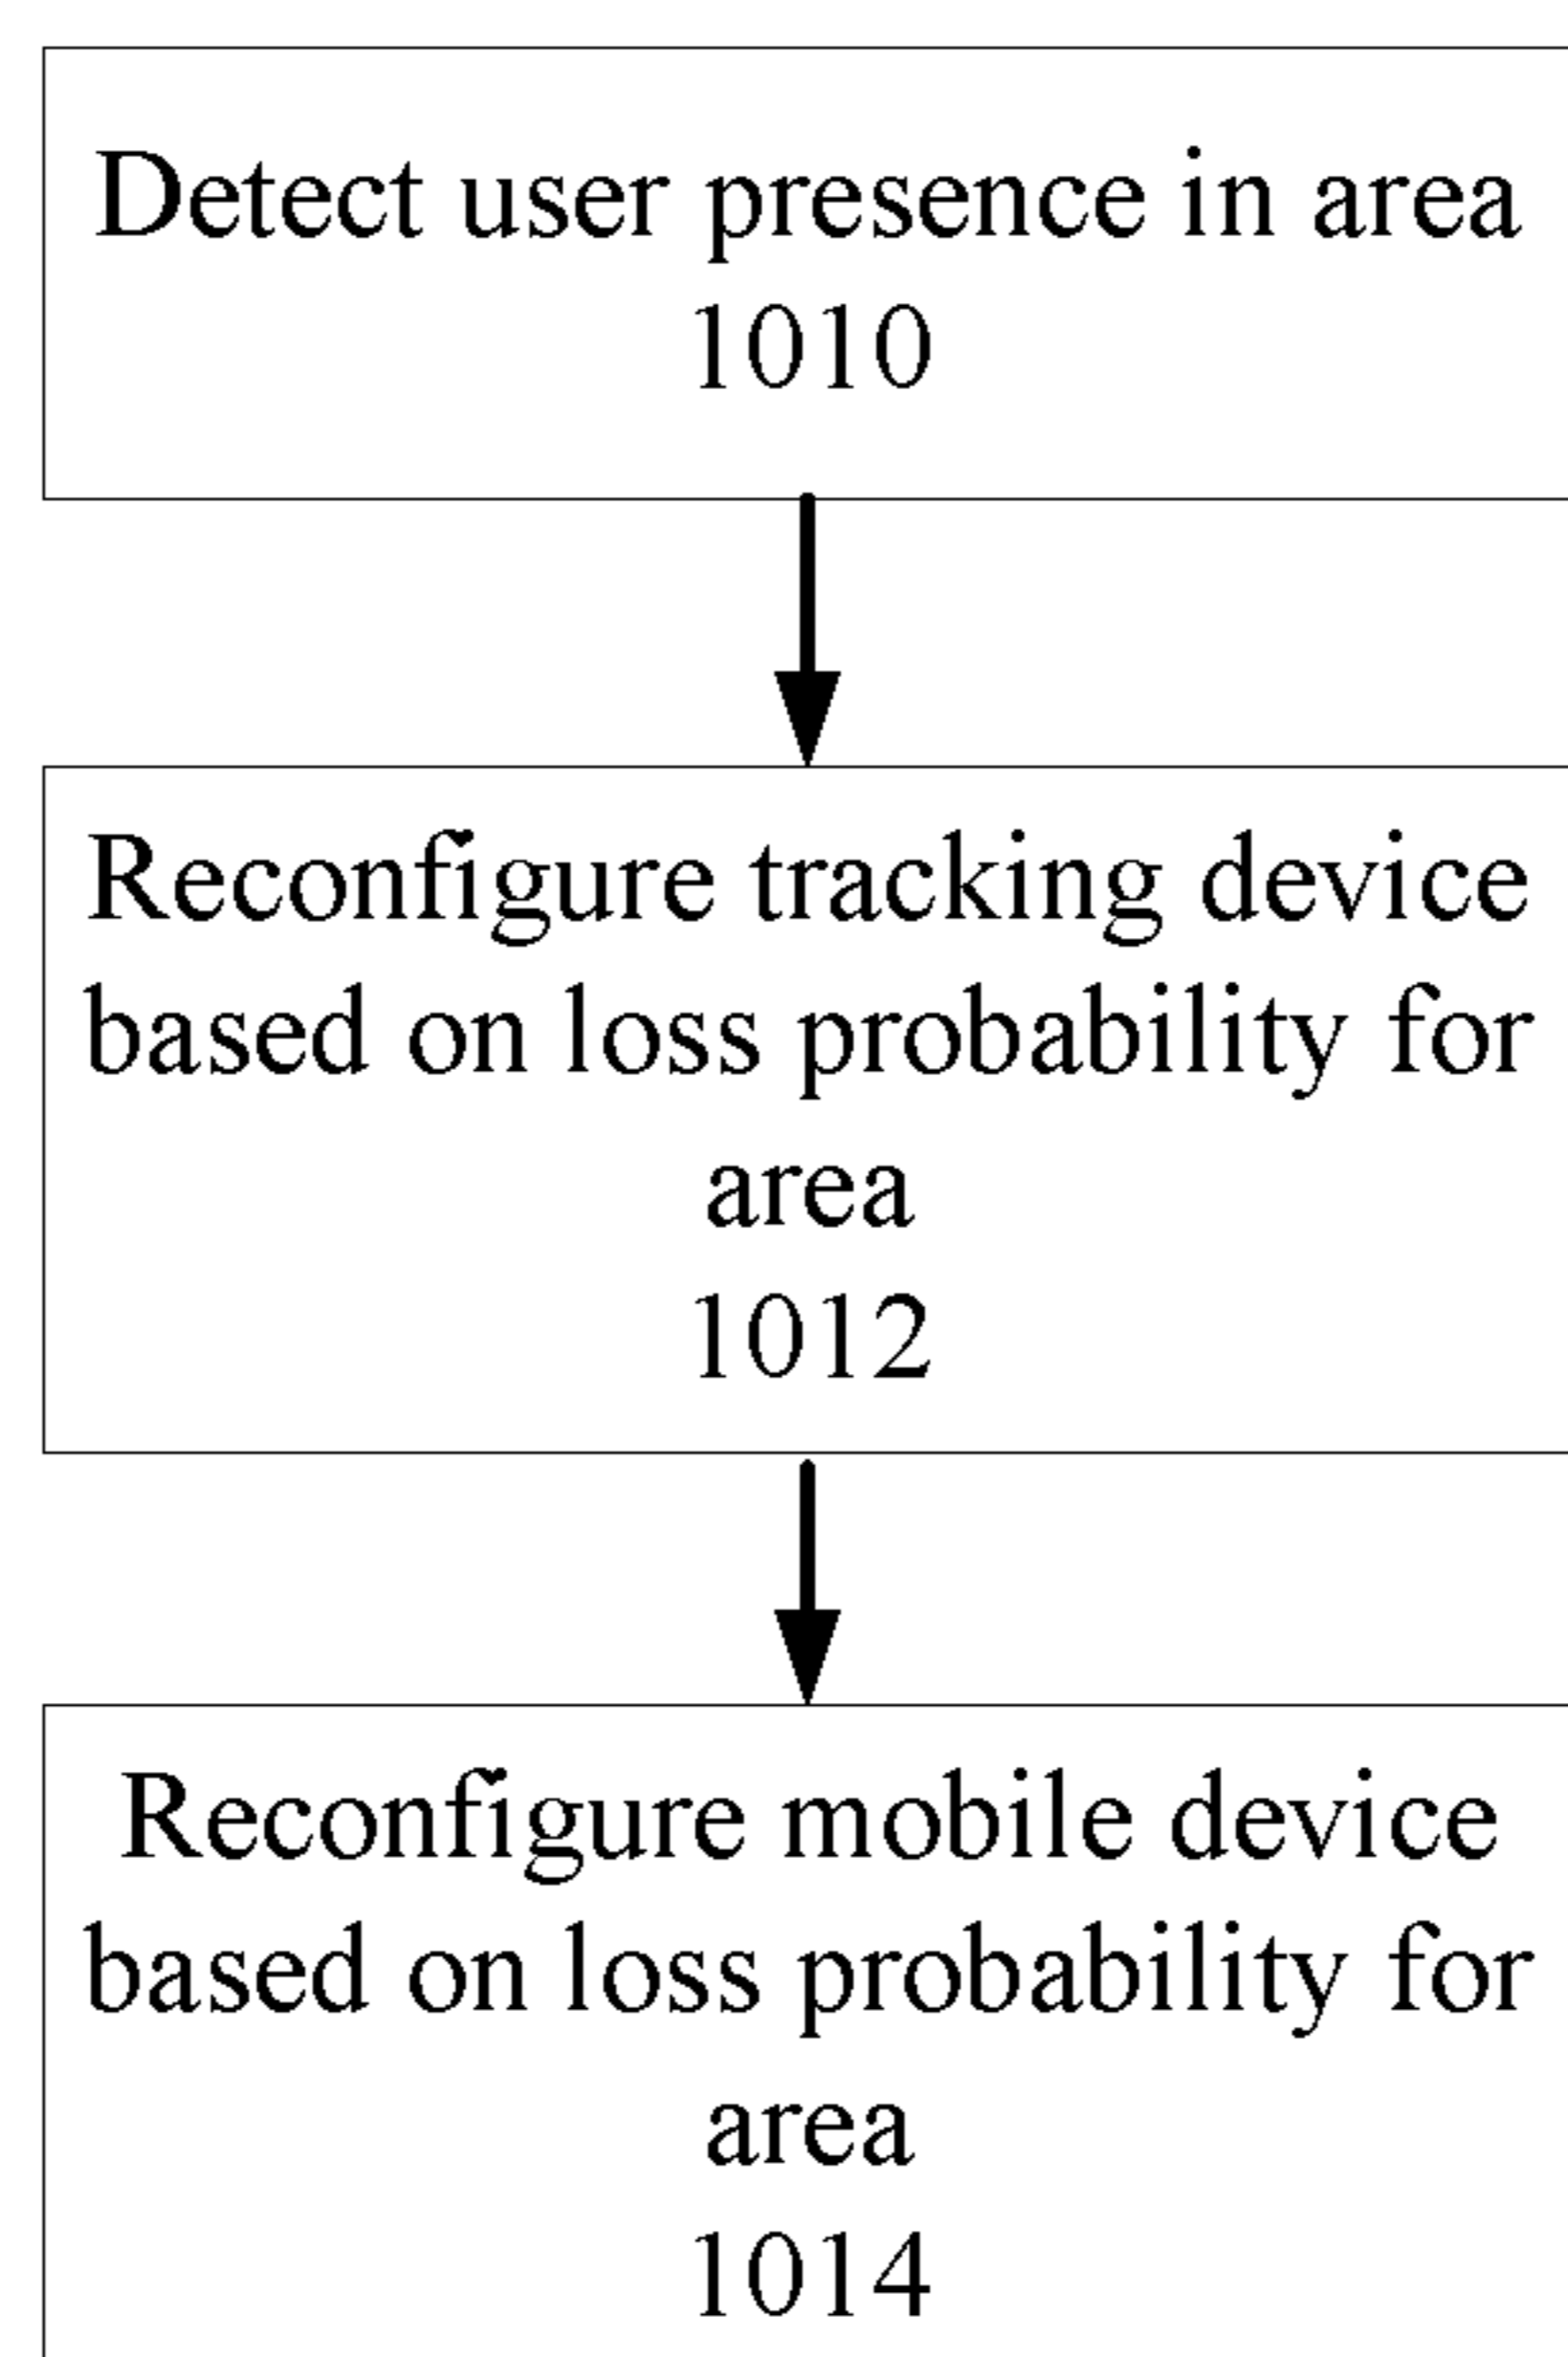 Detect user presence in area
1010
Reconfigure tracking device
based on loss probability for
area
1012
Reconfigure mobile device
based on loss probability for
area
1014